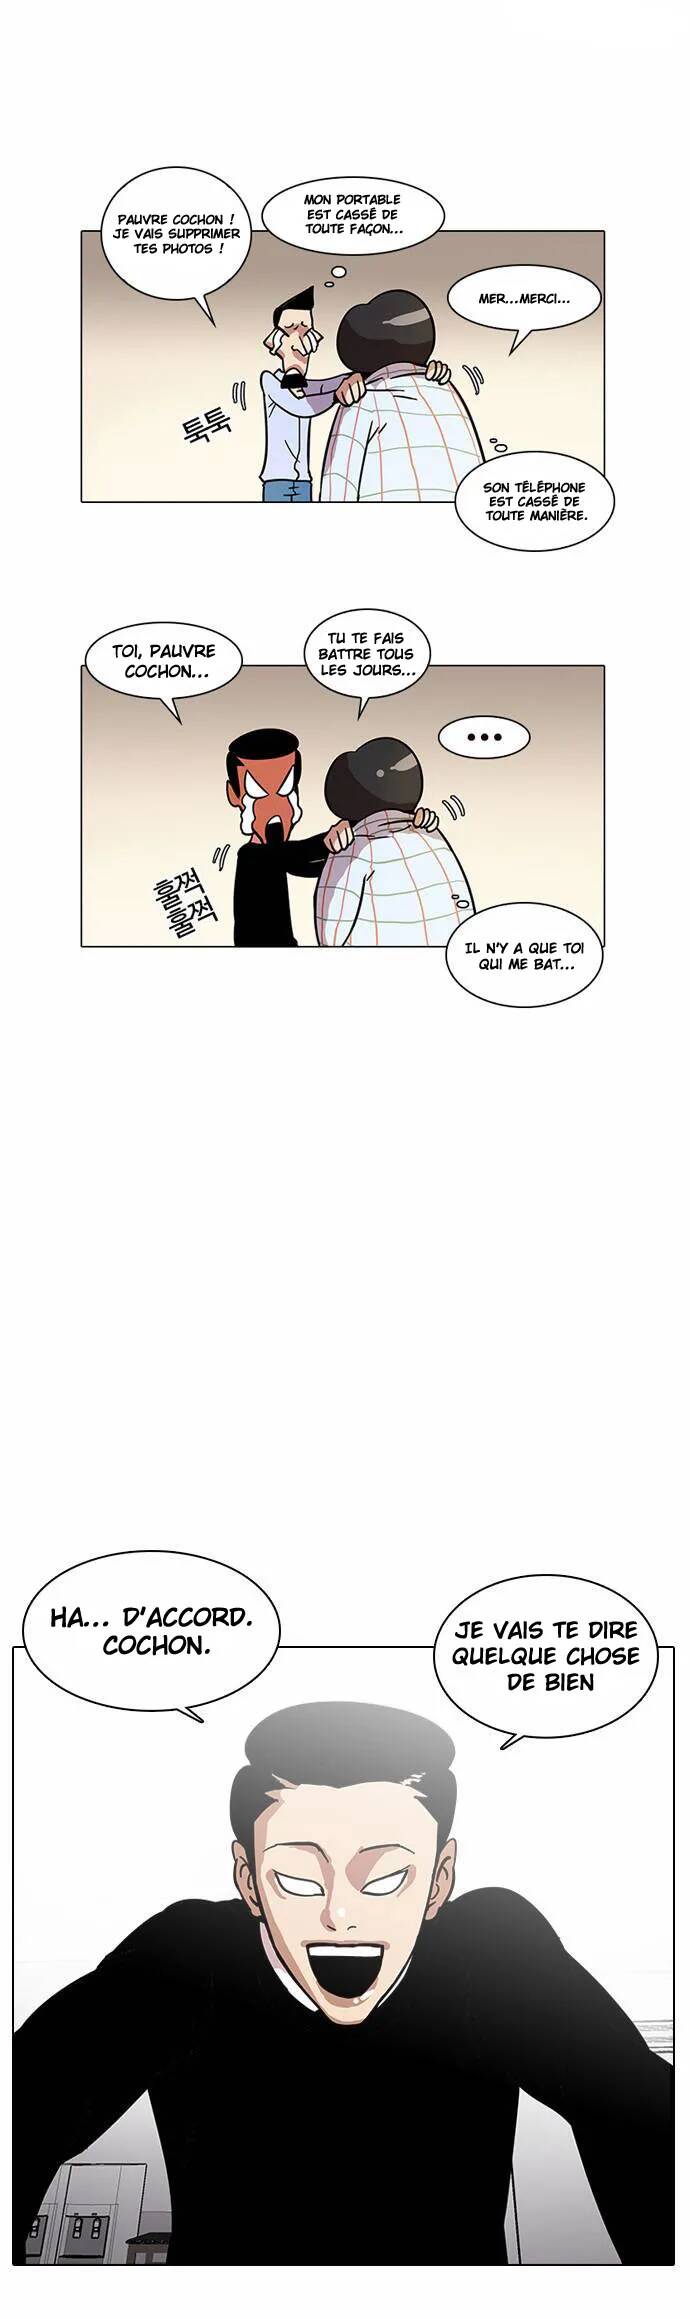 PAUVRE COCHON !
JE VAIS SUPPRIMER
TES PHOTOS !
MON PORTABLE
EST CASSÉ DE
TOUTE FAÇON...
MER...MERCI...
툭툭
SON TÉLÉPHONE
EST CASSÉ DE
TOUTE MANIÈRE.
TOI, PAUVRE
COCHON...
TU TE FAIS
BATTRE TOUS
LES JOURS...
...
훌쩍
훌쩍
IL N'Y A QUE TOI
QUI ME BAT...
HA... D'ACCORD.
COCHON.
JE VAIS TE DIRE
QUELQUE CHOSE
DE BIEN